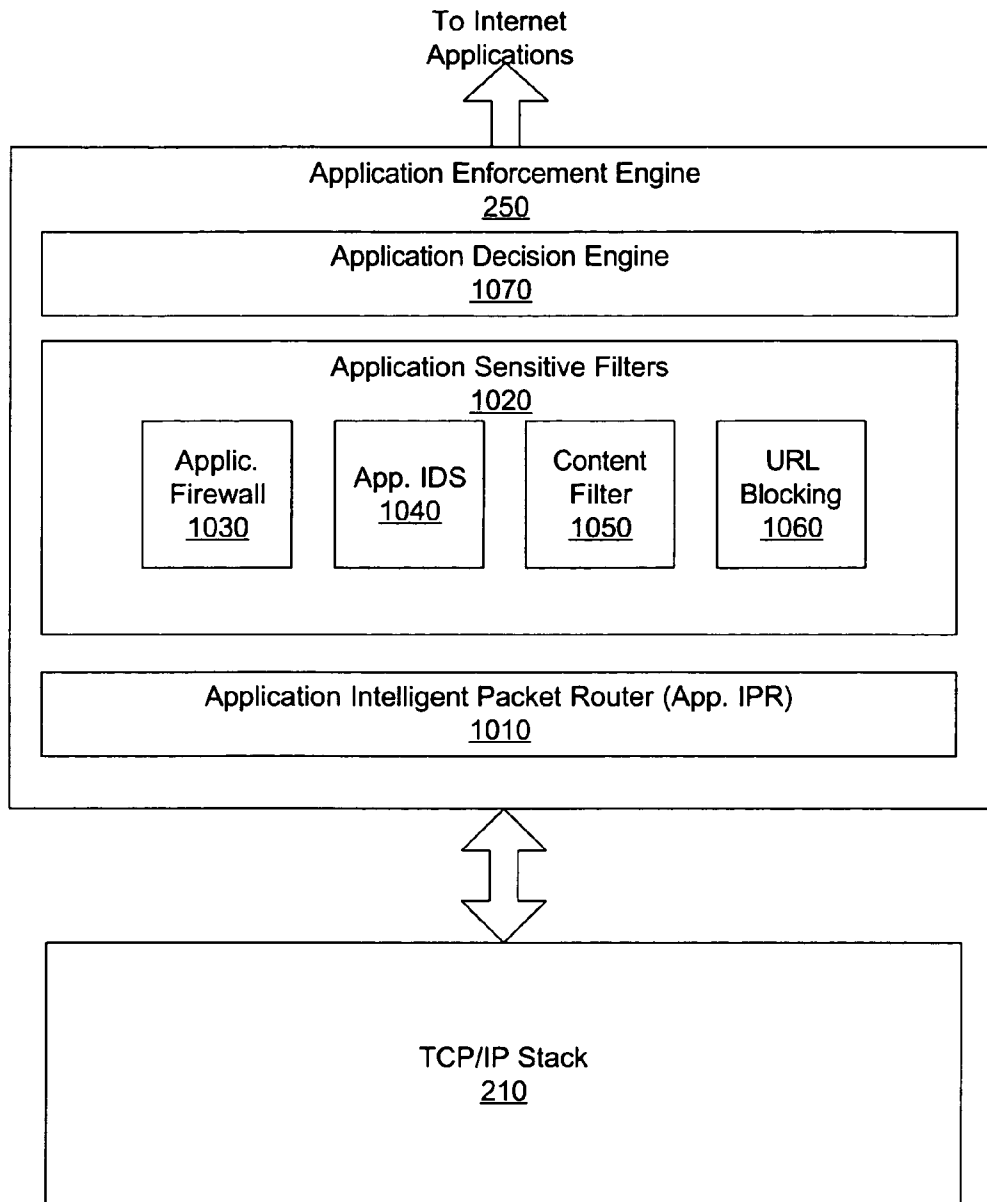 To Internet
Applications
Application Enforcement Engine
250
Application Decision Engine
1070
Application Sensitive Filters
1020
Applic.
Firewall
1030
App. IDS
1040
Content
Filter
1050
URL
Blocking
1060
Application Intelligent Packet Router (App. IPR)
1010
TCP/IP Stack
210